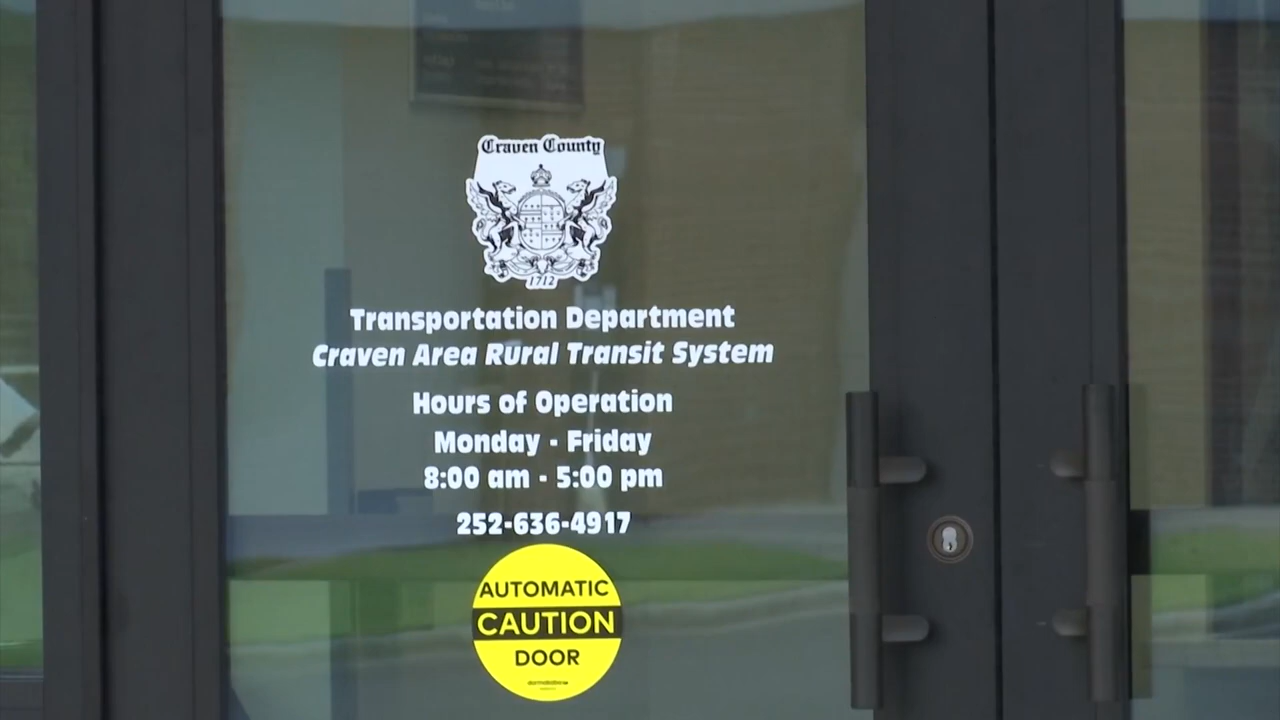 Craven County
1712
Transportation Department
Craven Area Rural Transit System
Hours of Operation
Monday - Friday
8:00 am - 5:00 pm
252-636-4917
AUTOMATIC
CAUTION
DOOR